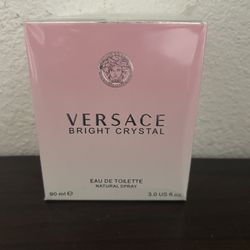 VERSACE
BRIGHT CRYSTAL
EAU DE TOILETTE
NATURAL SPRAY
90 ml ℮ 3.0 US fl.oz.